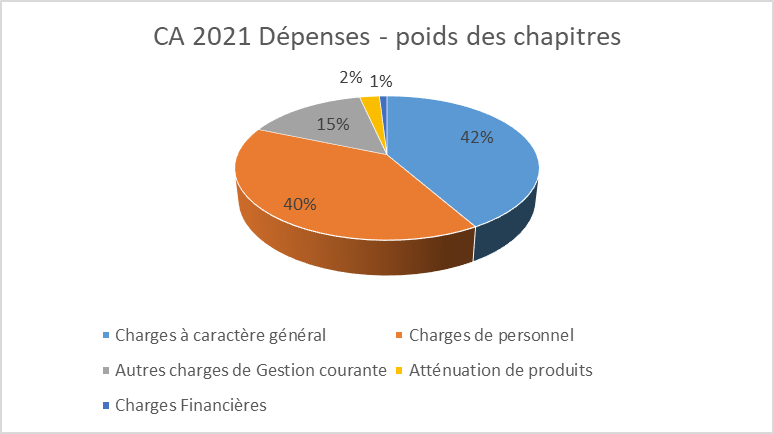 CA 2021 Dépenses - poids des chapitres
2% 1%
15% 42%
40%
Charges à caractère général Charges de personnel
Autres charges de Gestion courante Atténuation de produits
Charges Financières